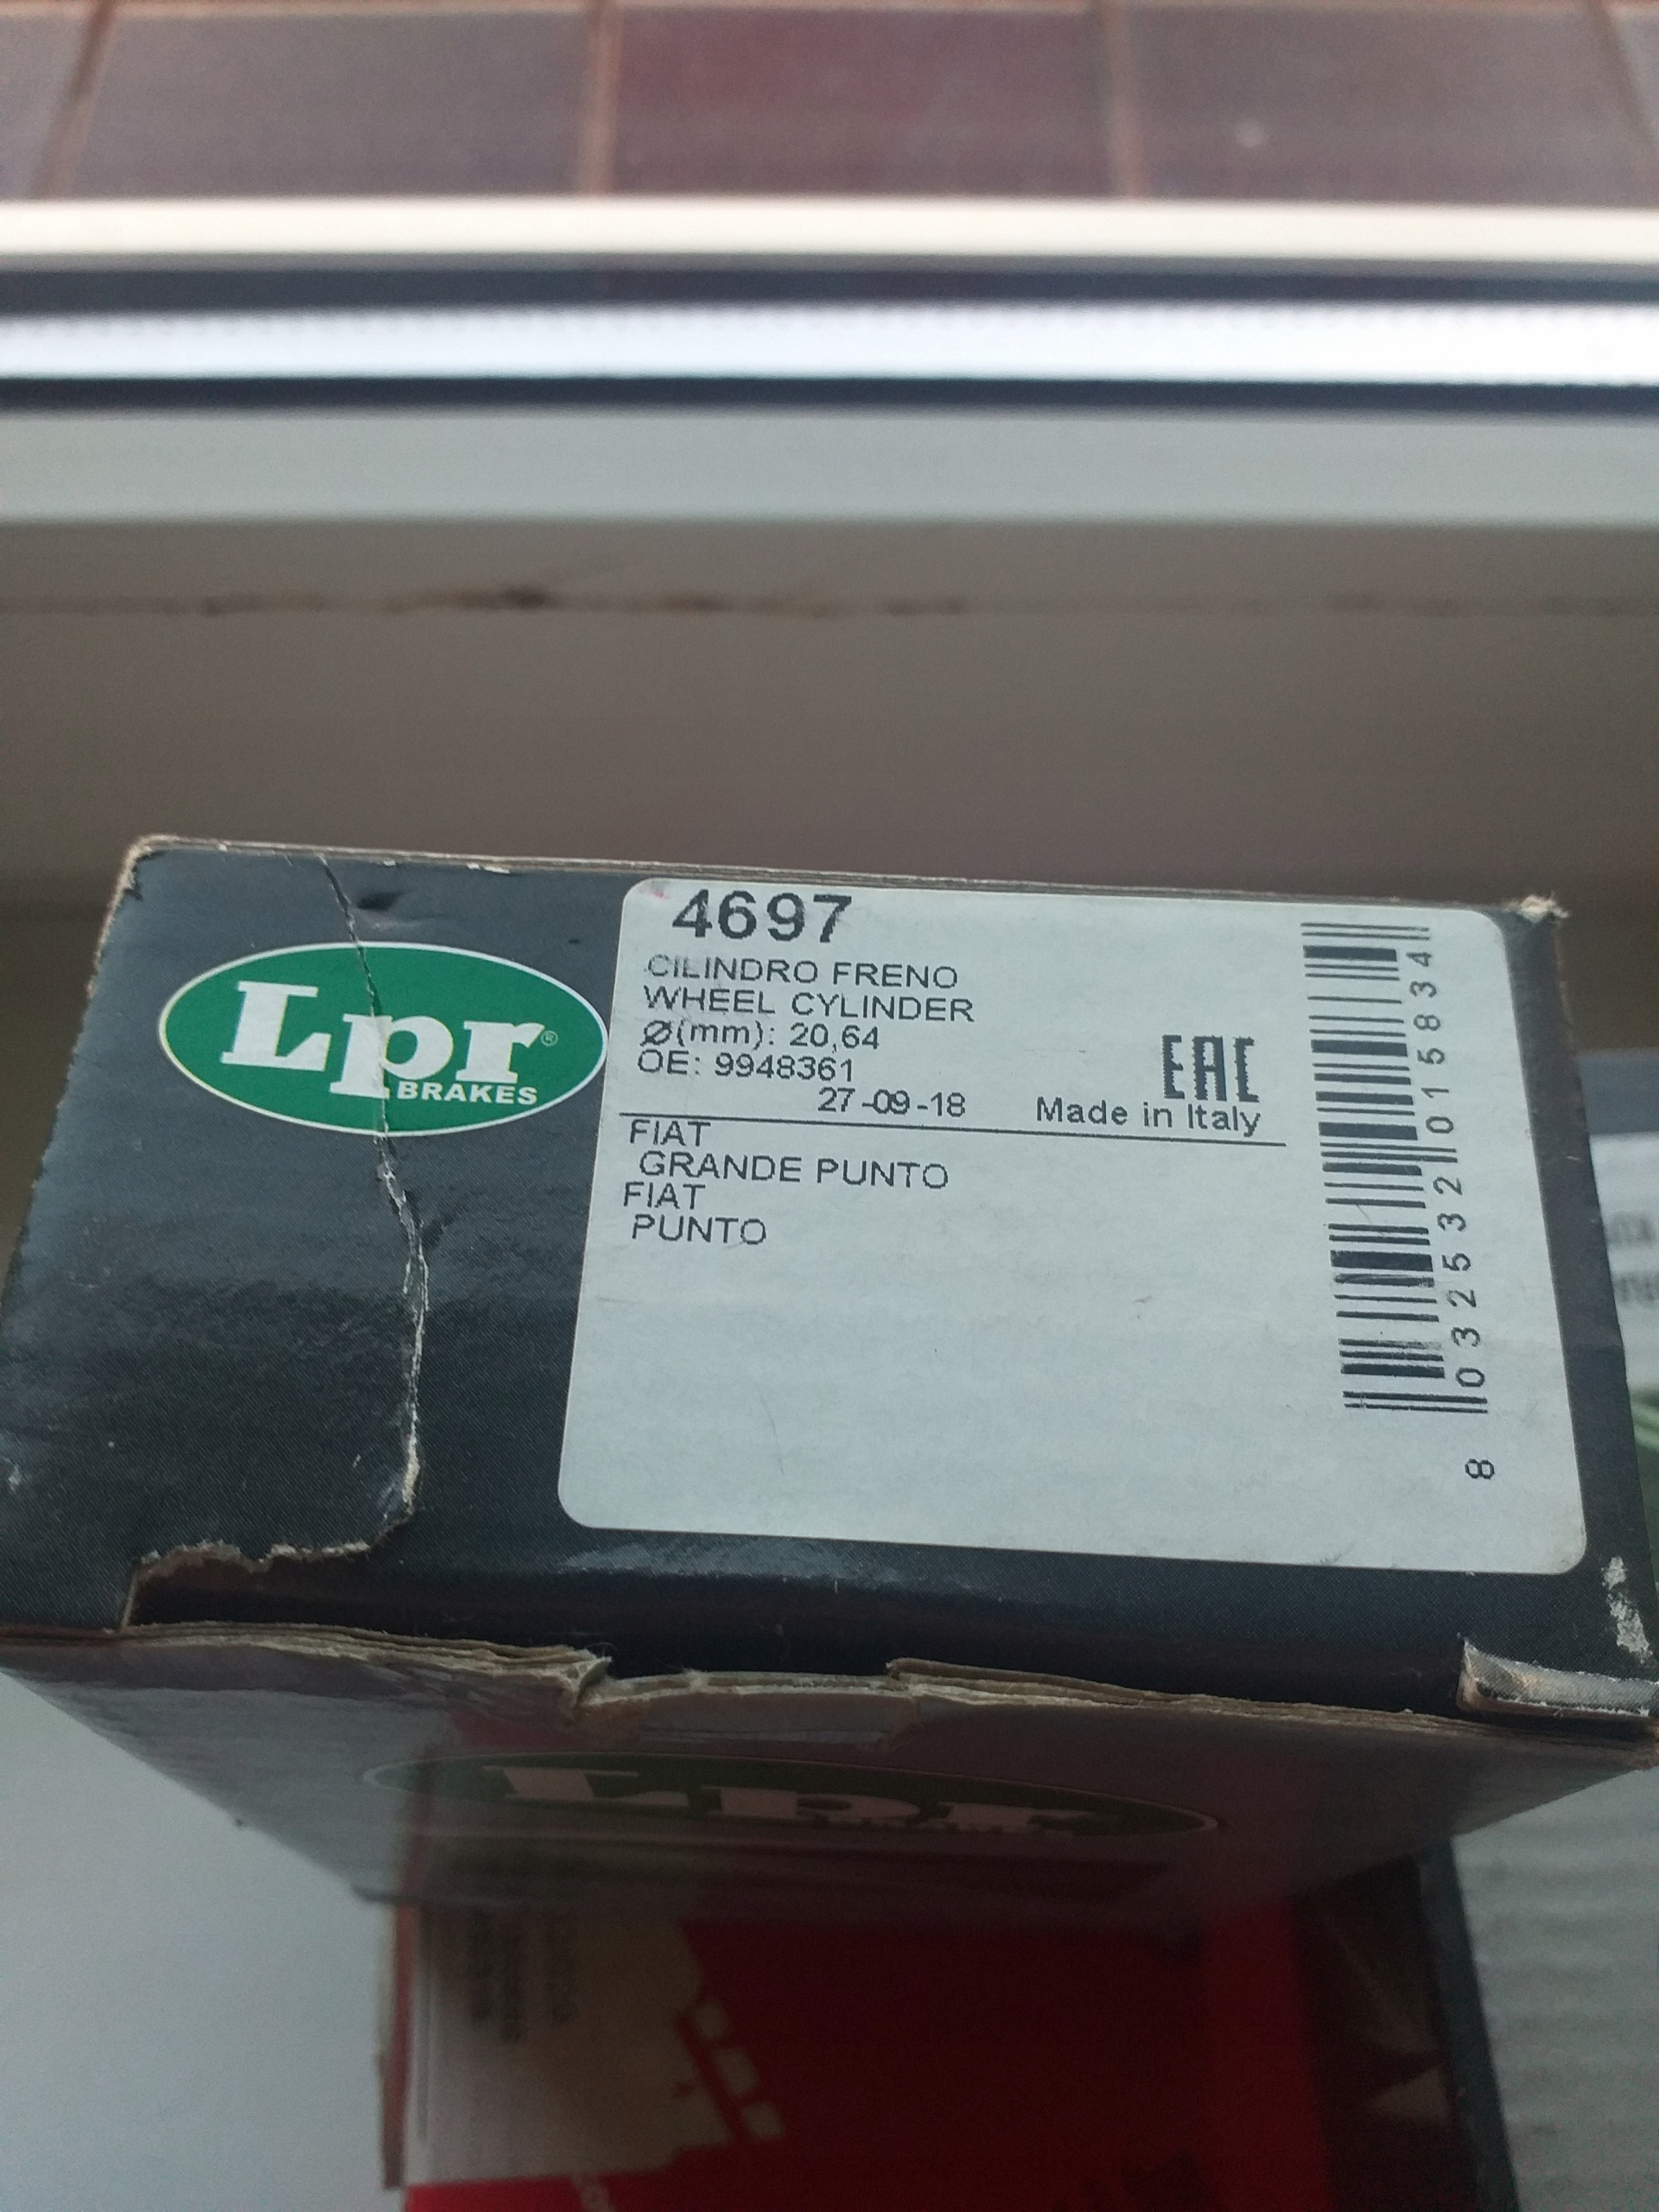 Lpr®
BRAKES
4697
CILINDRO FRENO
WHEEL CYLINDER
Ø(mm): 20,64
OE: 9948361
27-09-18
EAC
Made in Italy
FIAT
GRANDE PUNTO
FIAT
PUNTO
8 032532 015834
Lpr